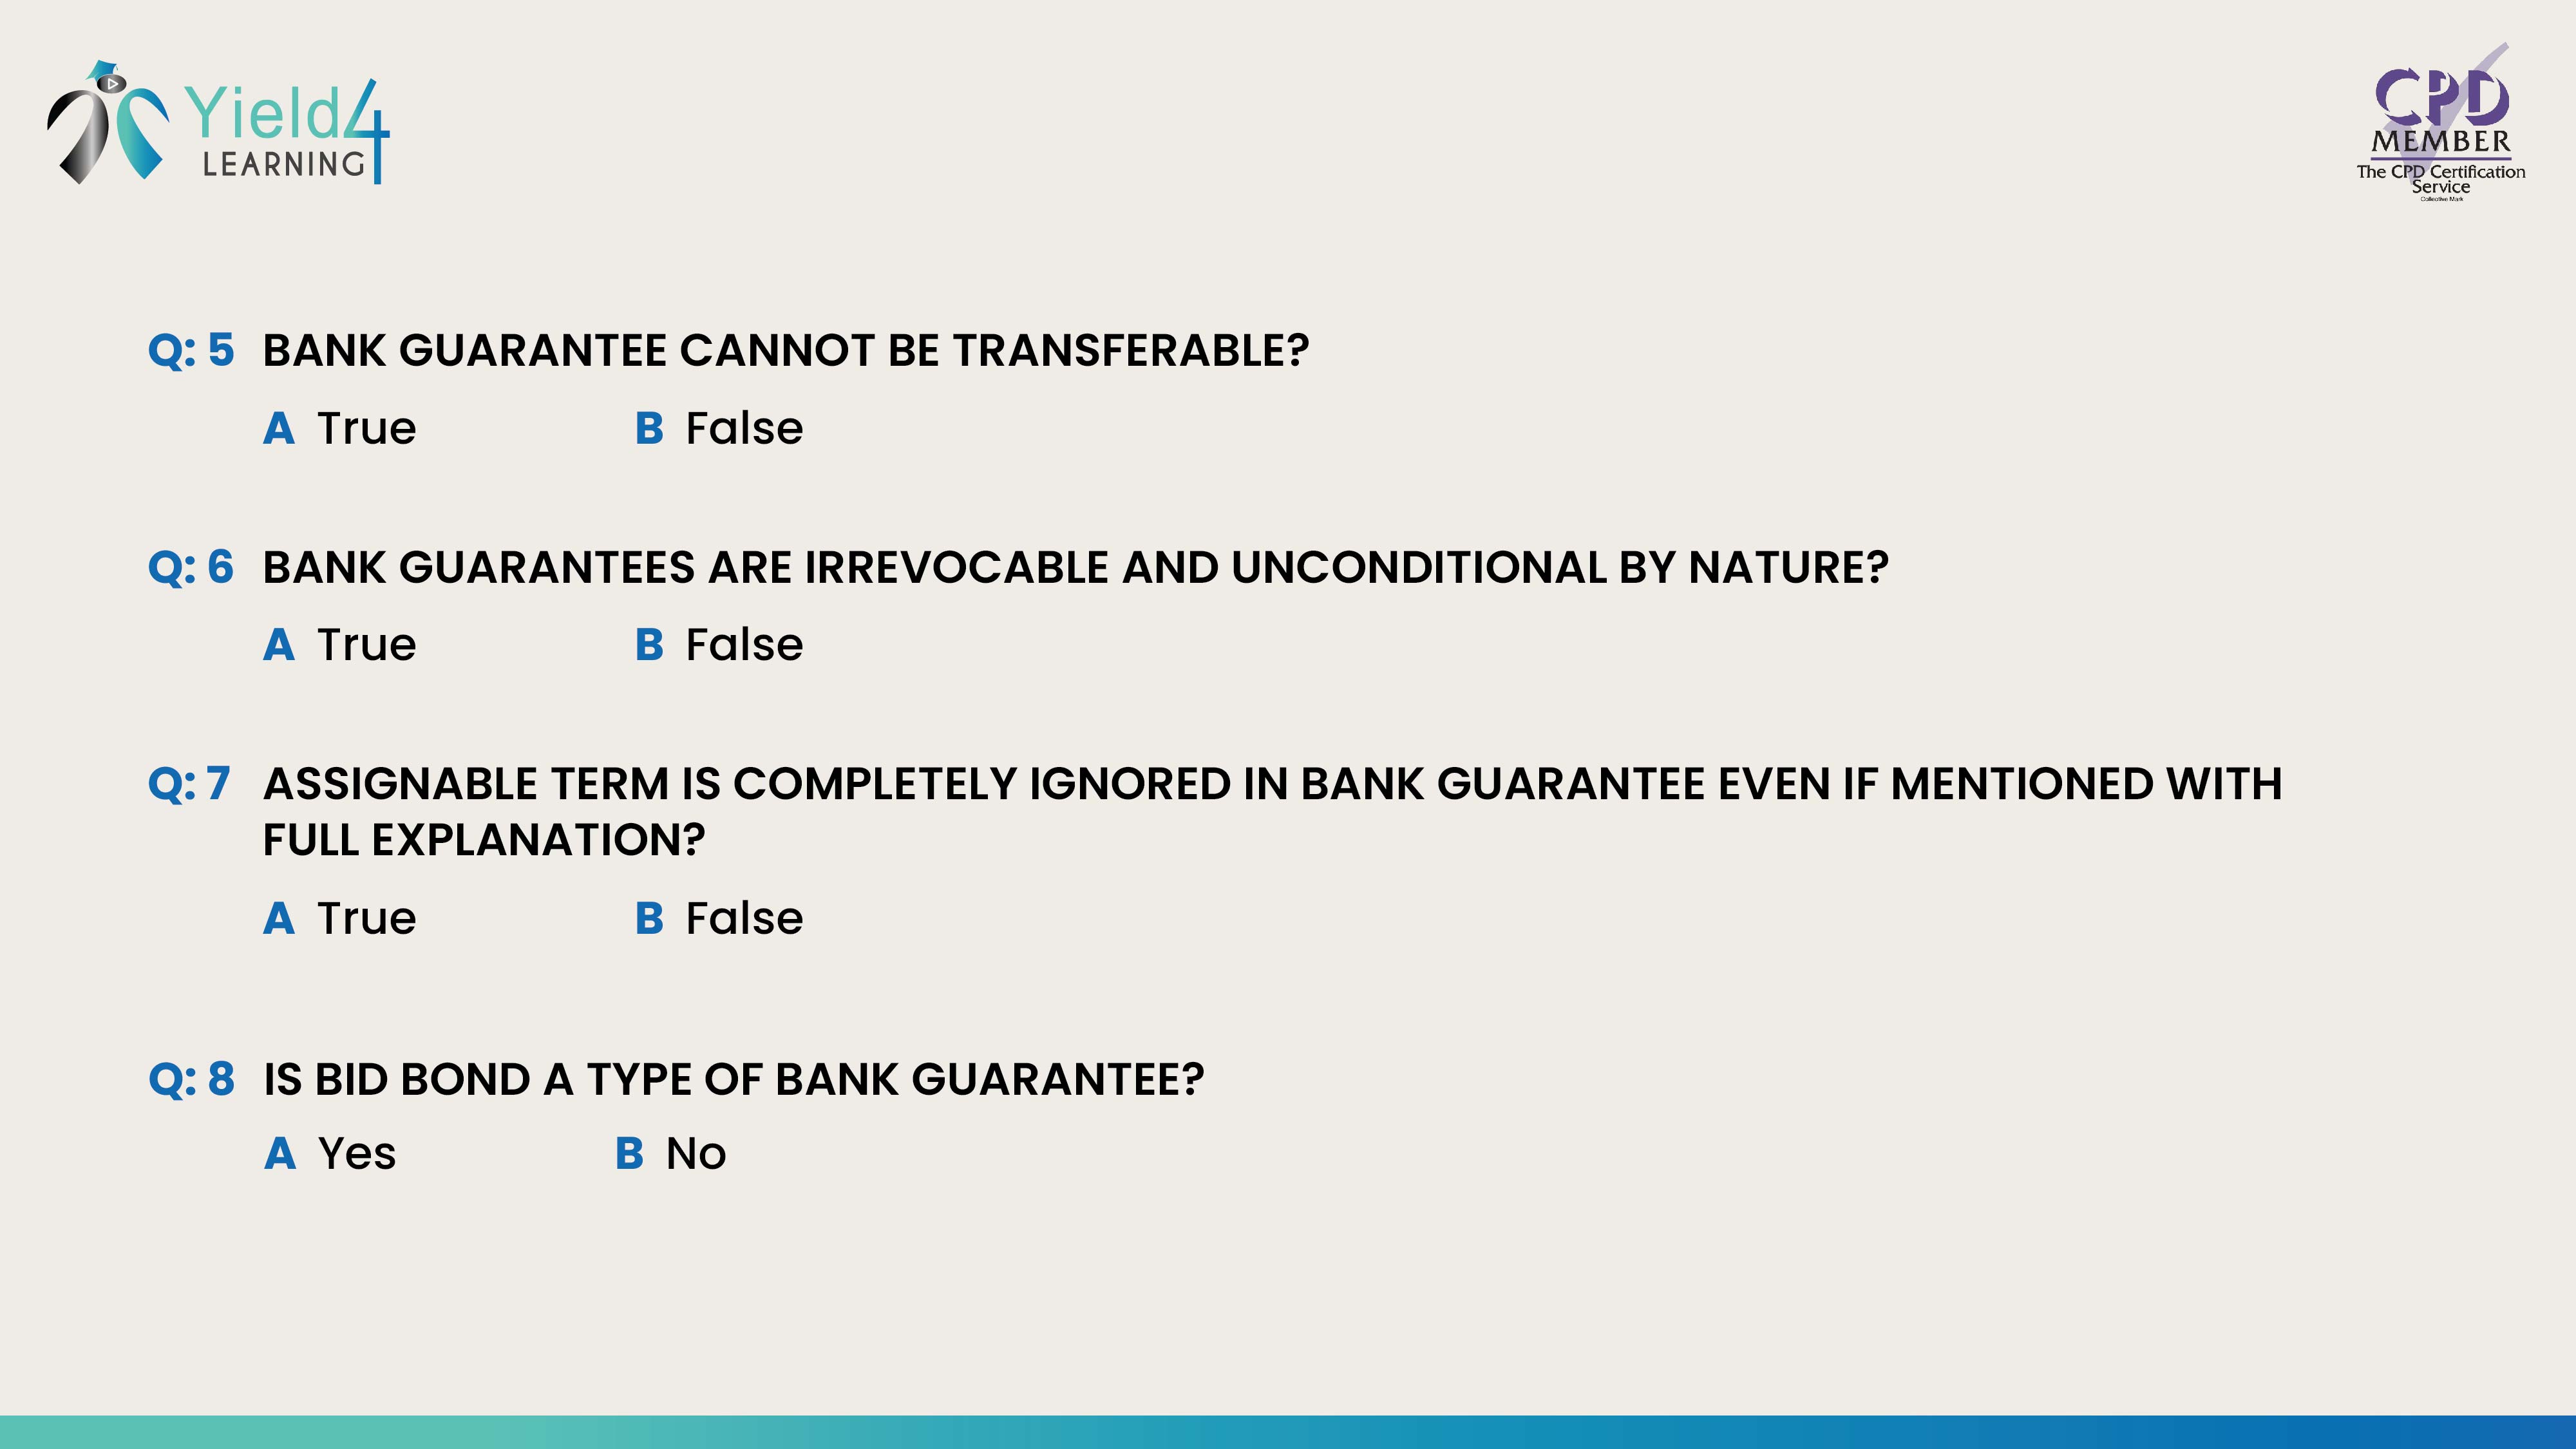 Yield4
LEARNING
CPD
MEMBER
The CPD Certification
Service
Collective Mark
Q: 5 BANK GUARANTEE CANNOT BE TRANSFERABLE?
A True B False
Q: 6 BANK GUARANTEES ARE IRREVOCABLE AND UNCONDITIONAL BY NATURE?
A True B False
Q: 7 ASSIGNABLE TERM IS COMPLETELY IGNORED IN BANK GUARANTEE EVEN IF MENTIONED WITH
FULL EXPLANATION?
A True B False
Q: 8 IS BID BOND A TYPE OF BANK GUARANTEE?
A Yes B No